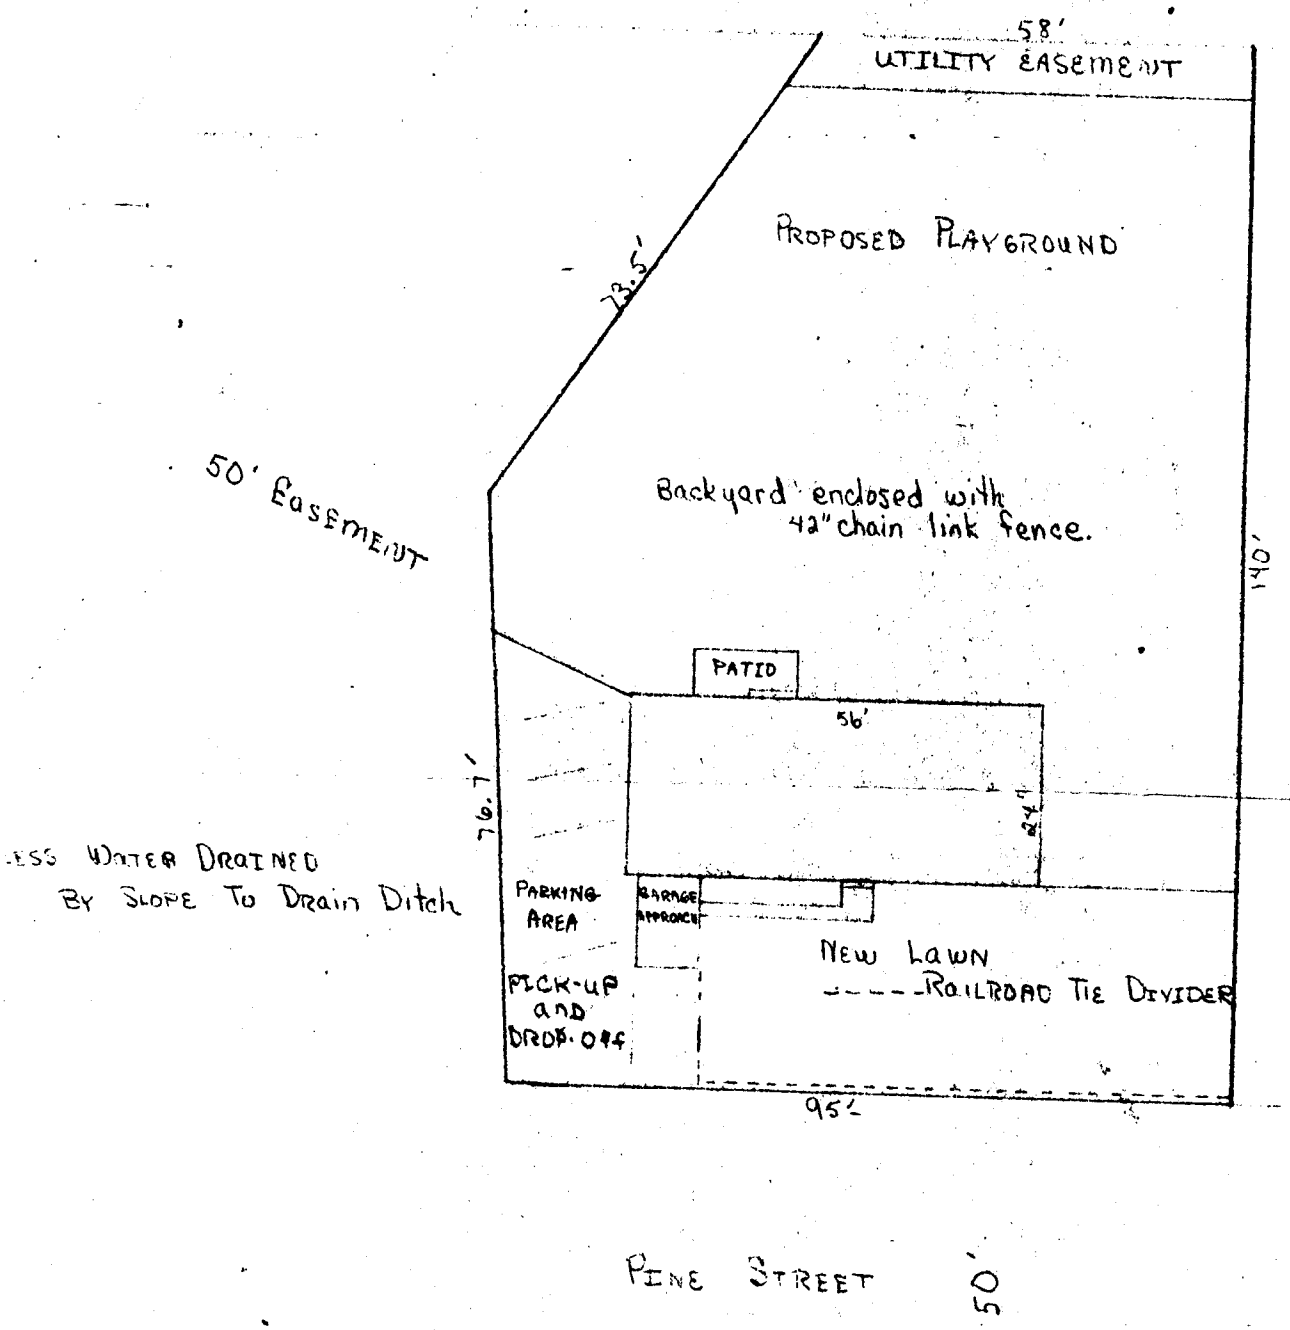 58'
UTILITY EASEMENT
PROPOSED PLAYGROUND
73.5'
50' EASEMENT
Backyard enclosed with
42" chain link fence.
140'
PATIO
56'
24'
76.7'
WATER DRAINED
BY SLOPE TO Drain Ditch
PARKING
AREA
GARAGE
APPROACH
NEW LAWN
RAILROAD TIE DIVIDER
PICK-UP
AND
DROP-OFF
95'
PINE STREET
50'